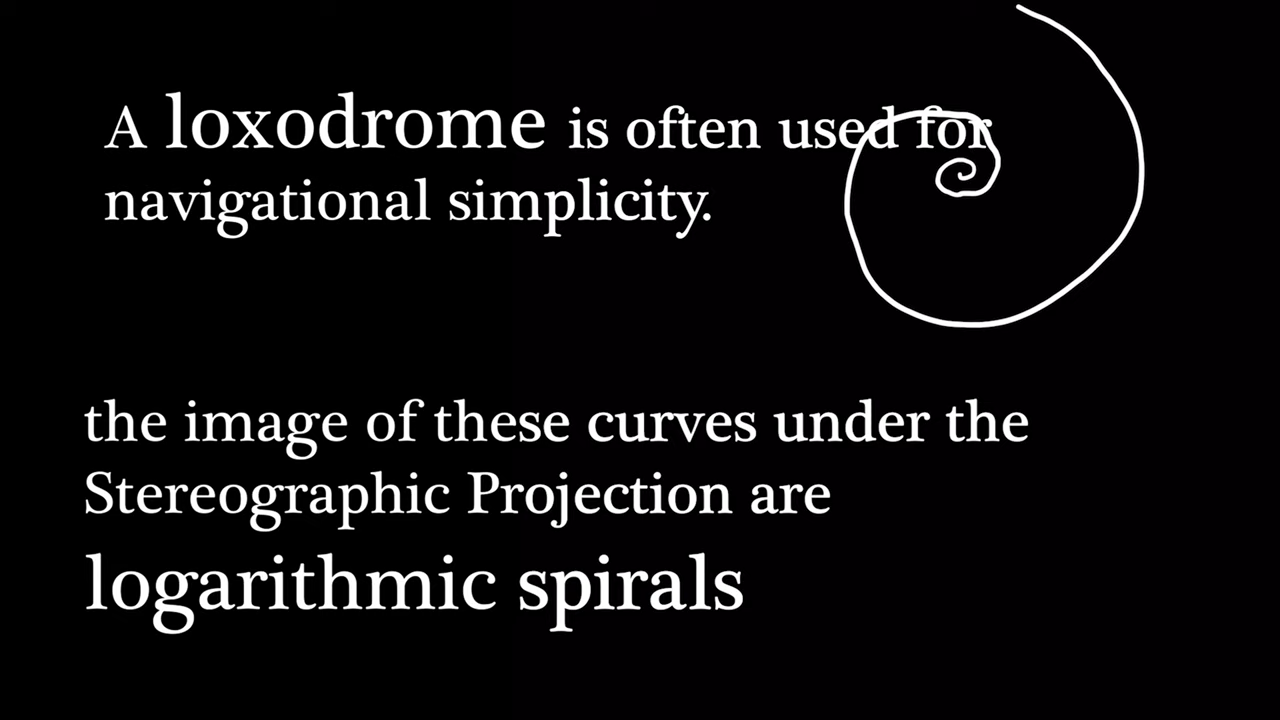 A loxodrome is often used for
navigational simplicity.
the image of these curves under the
Stereographic Projection are
logarithmic spirals